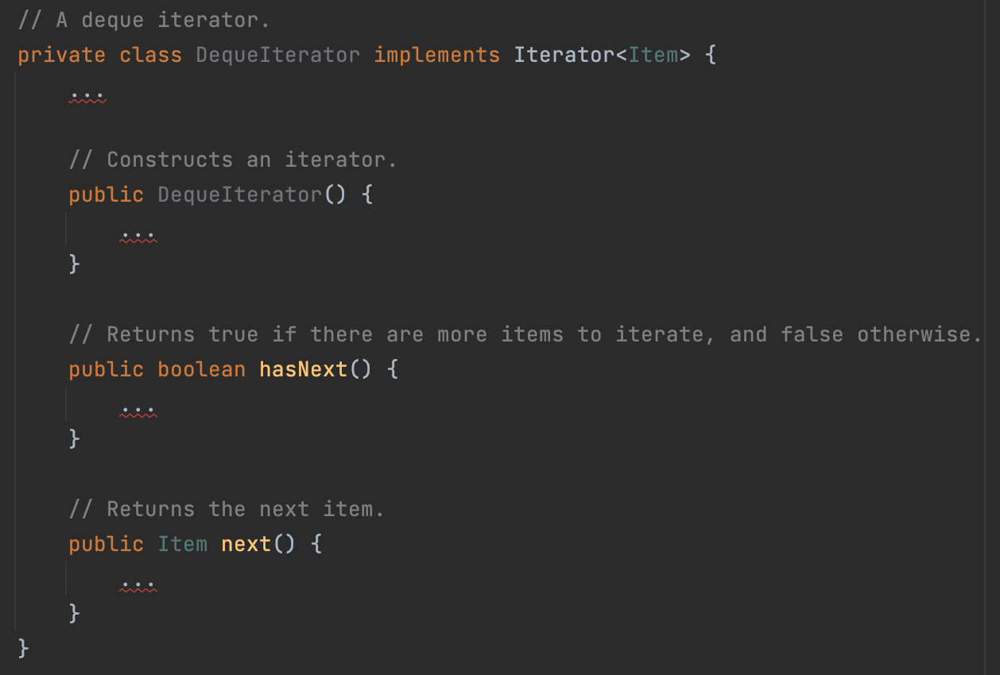 // A deque iterator.
private class DequeIterator implements Iterator<Item> {
...
// Constructs an iterator.
public DequeIterator() {
...
}
// Returns true if there are more items to iterate, and false otherwise.
public boolean hasNext() {
...
}
// Returns the next item.
public Item next() {
...
}
}